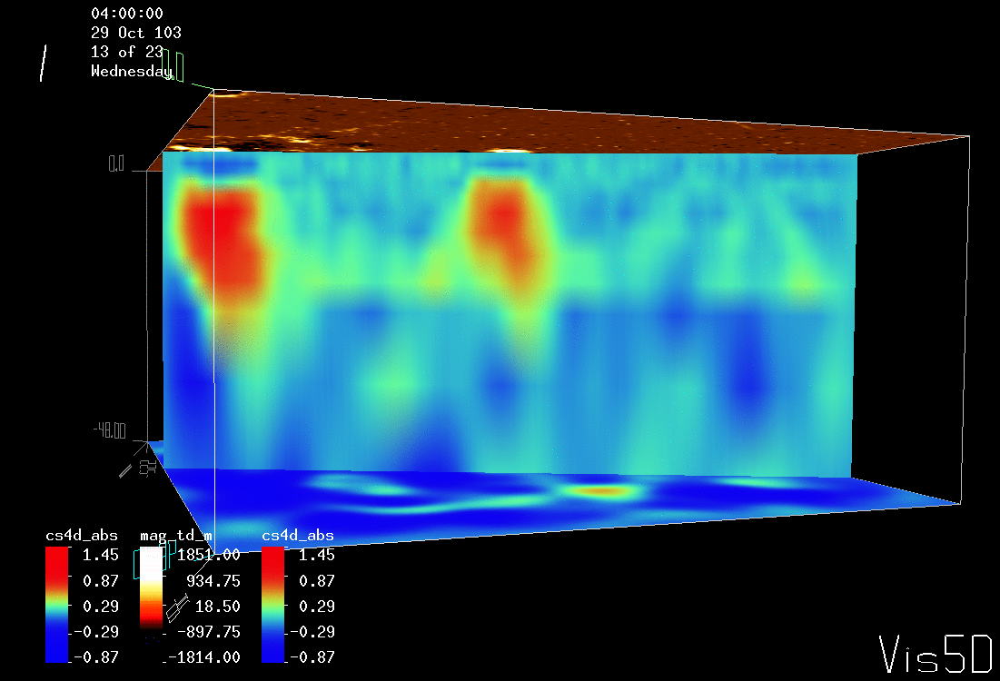 04:00:00
29 Oct 103
13 of 23
Wednesday
0.0
-48.00
cs4d_abs mag_td_m cs4d_abs
1.45 1851.00 1.45
0.87 934.75 0.87
0.29 18.50 0.29
-0.29 -897.75 -0.29
-0.87 -1814.00 -0.87
Vis5D